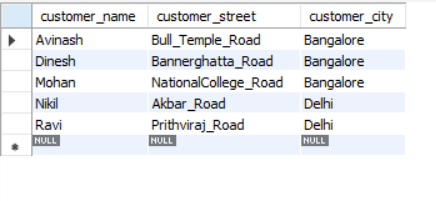 customer_name customer_street customer_city
Avinash Bull_Temple_Road Bangalore
Dinesh Bannerghatta_Road Bangalore
Mohan NationalCollege_Road Bangalore
Nikil Akbar_Road Delhi
Ravi Prithviraj_Road Delhi
NULL NULL NULL